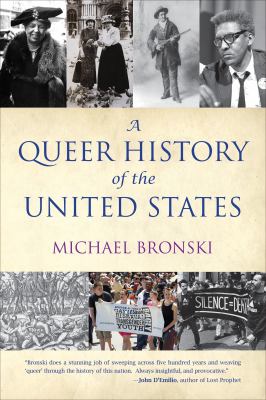 A
QUEER HISTORY
of the
UNITED STATES
MICHAEL BRONSKI
YOUTH
SILENCE=DEATH
"Bronski does a stunning job of sweeping across five hundred years and weaving
'queer' through the history of this nation. Always insightful, and provocative."
—John D'Emilio, author of Lost Prophet